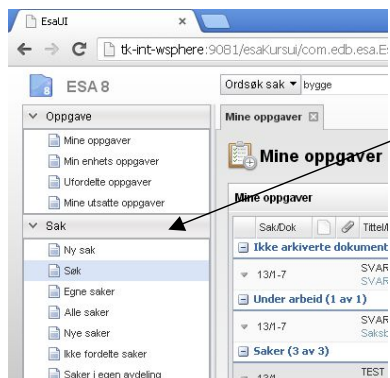 EsaUI
tk-int-wsphere:9081/esaKursui/com.edb.esa.Es
ESA 8
Ordsøk sak bygge
Oppgave
Mine oppgaver
Min enhets oppgaver
Ufordelte oppgaver
Mine utsatte oppgaver
Sak
Ny sak
Søk
Egne saker
Alle saker
Nye saker
Ikke fordelte saker
Saker i egen avdeling
Mine oppgaver
Mine oppgaver
Mine oppgaver
Sak/Dok Tittel/
Ikke arkiverte dokument
13/1-7 SVAR
SVAR
Under arbeid (1 av 1)
13/1-7 SVAR
Saksb
Saker (3 av 3)
13/1 TEST